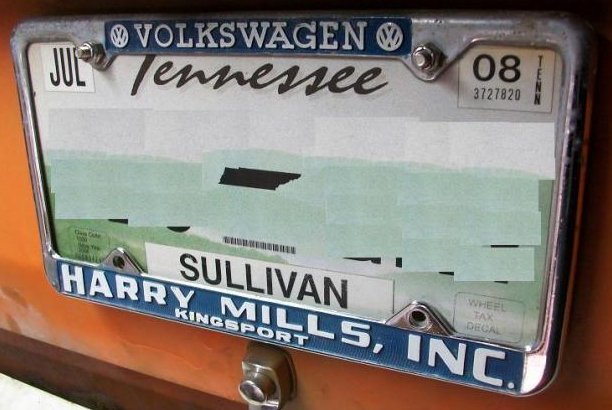 VOLKSWAGEN
JUL
Tennessee
08
TENN
3727820
SULLIVAN
WHEEL
TAX
DECAL
HARRY MILLS, INC.
KINGSPORT